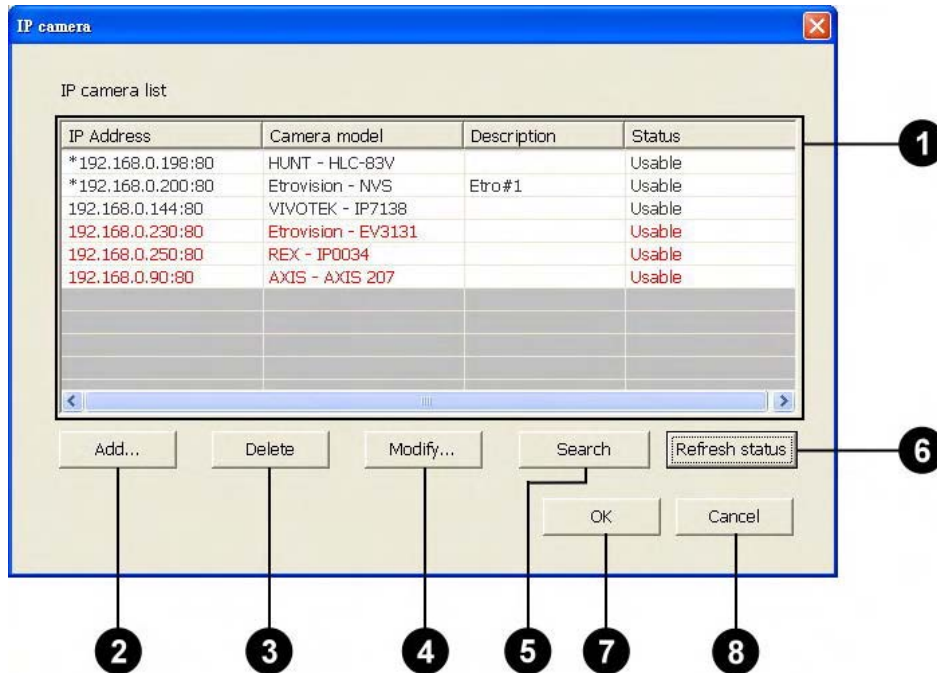 IP camera
IP camera list
IP Address Camera model Description Status
*192.168.0.198:80 HUNT - HLC-83V Usable
*192.168.0.200:80 Etrovision - NVS Etro#1 Usable
192.168.0.144:80 VIVOTEK - IP7138 Usable
192.168.0.230:80 Etrovision - EV3131 Usable
192.168.0.250:80 REX - IP0034 Usable
192.168.0.90:80 AXIS - AXIS 207 Usable
1
Add... Delete Modify... Search Refresh status
6
OK Cancel
2 3 4 5 7 8